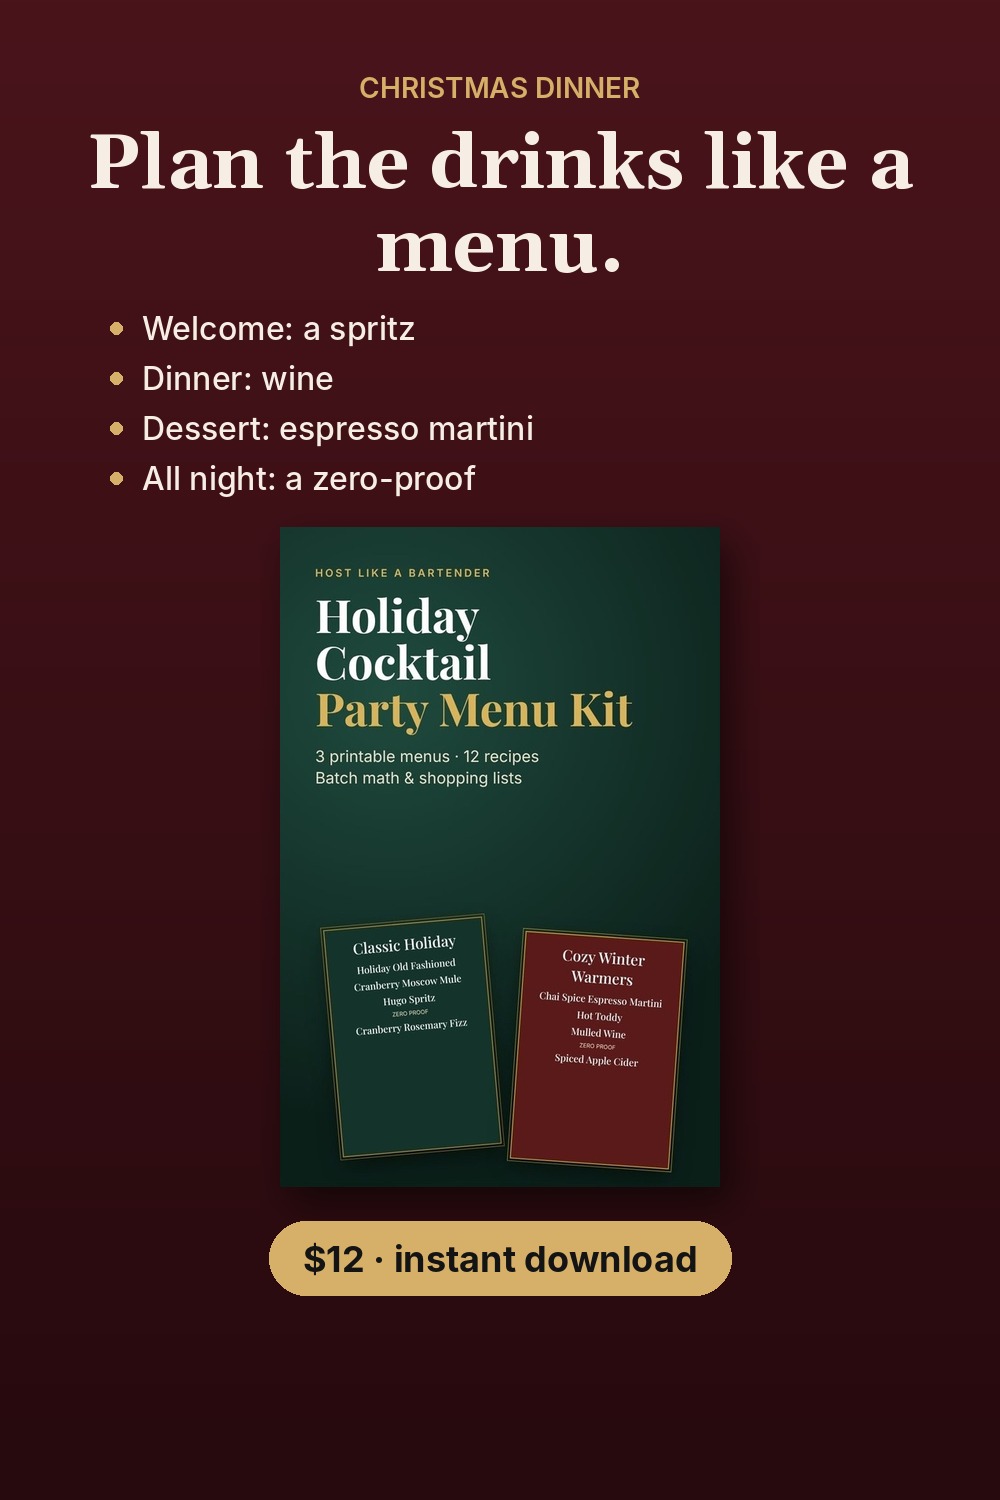 CHRISTMAS DINNER
Plan the drinks like a
menu.
Welcome: a spritz
Dinner: wine
Dessert: espresso martini
All night: a zero-proof
HOST LIKE A BARTENDER
Holiday
Cocktail
Party Menu Kit
3 printable menus · 12 recipes
Batch math & shopping lists
Classic Holiday
Holiday Old Fashioned
Cranberry Moscow Mule
Hugo Spritz
ZERO PROOF
Cranberry Rosemary Fizz
Cozy Winter
Warmers
Chai Spice Espresso Martini
Hot Toddy
Mulled Wine
ZERO PROOF
Spiced Apple Cider
$12 · instant download